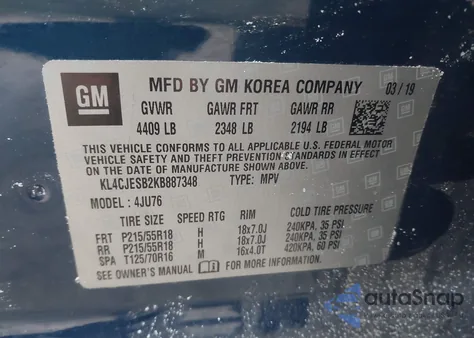 GM
MFD BY GM KOREA COMPANY 03 / 19
GVWR GAWR FRT GAWR RR
4409 LB 2348 LB 2194 LB
THIS VEHICLE CONFORMS TO ALL APPLICABLE U.S. FEDERAL MOTOR
VEHICLE SAFETY AND THEFT PREVENTION STANDARDS IN EFFECT
ON THE DATE OF MANUFACTURE SHOWN ABOVE.
KL4CJESB2KB887348 TYPE: MPV
MODEL : 4JU76
TIRE SIZE SPEED RTG RIM COLD TIRE PRESSURE
FRT P215/55R18 H 18x7.0J 240KPA, 35 PSI
RR P215/55R18 H 18x7.0J 240KPA, 35 PSI
SPA T125/70R16 M 16x4.0T 420KPA, 60 PSI
SEE OWNER'S MANUAL FOR MORE INFORMATION.
autoSnap